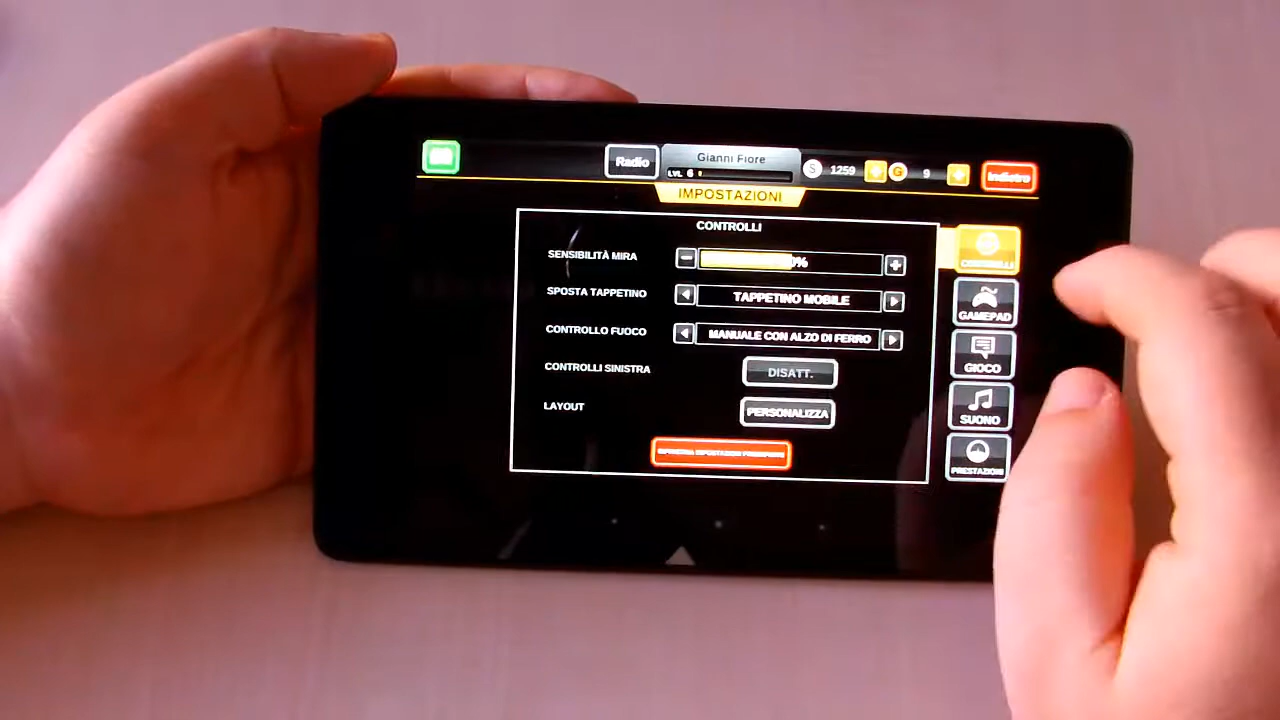 Radio
Gianni Fiore
LVL 6
S 1259
G 9
Indietro
IMPOSTAZIONI
CONTROLLI
SENSIBILITÀ MIRA
SPOSTA TAPPETINO
TAPPETINO MOBILE
CONTROLLO FUOCO
MANUALE CON ALZO DI FERRO
CONTROLLI SINISTRA
DISATT.
LAYOUT
PERSONALIZZA
CONTROLLI
GAMEPAD
GIOCO
SUONO
PRESTAZIONI